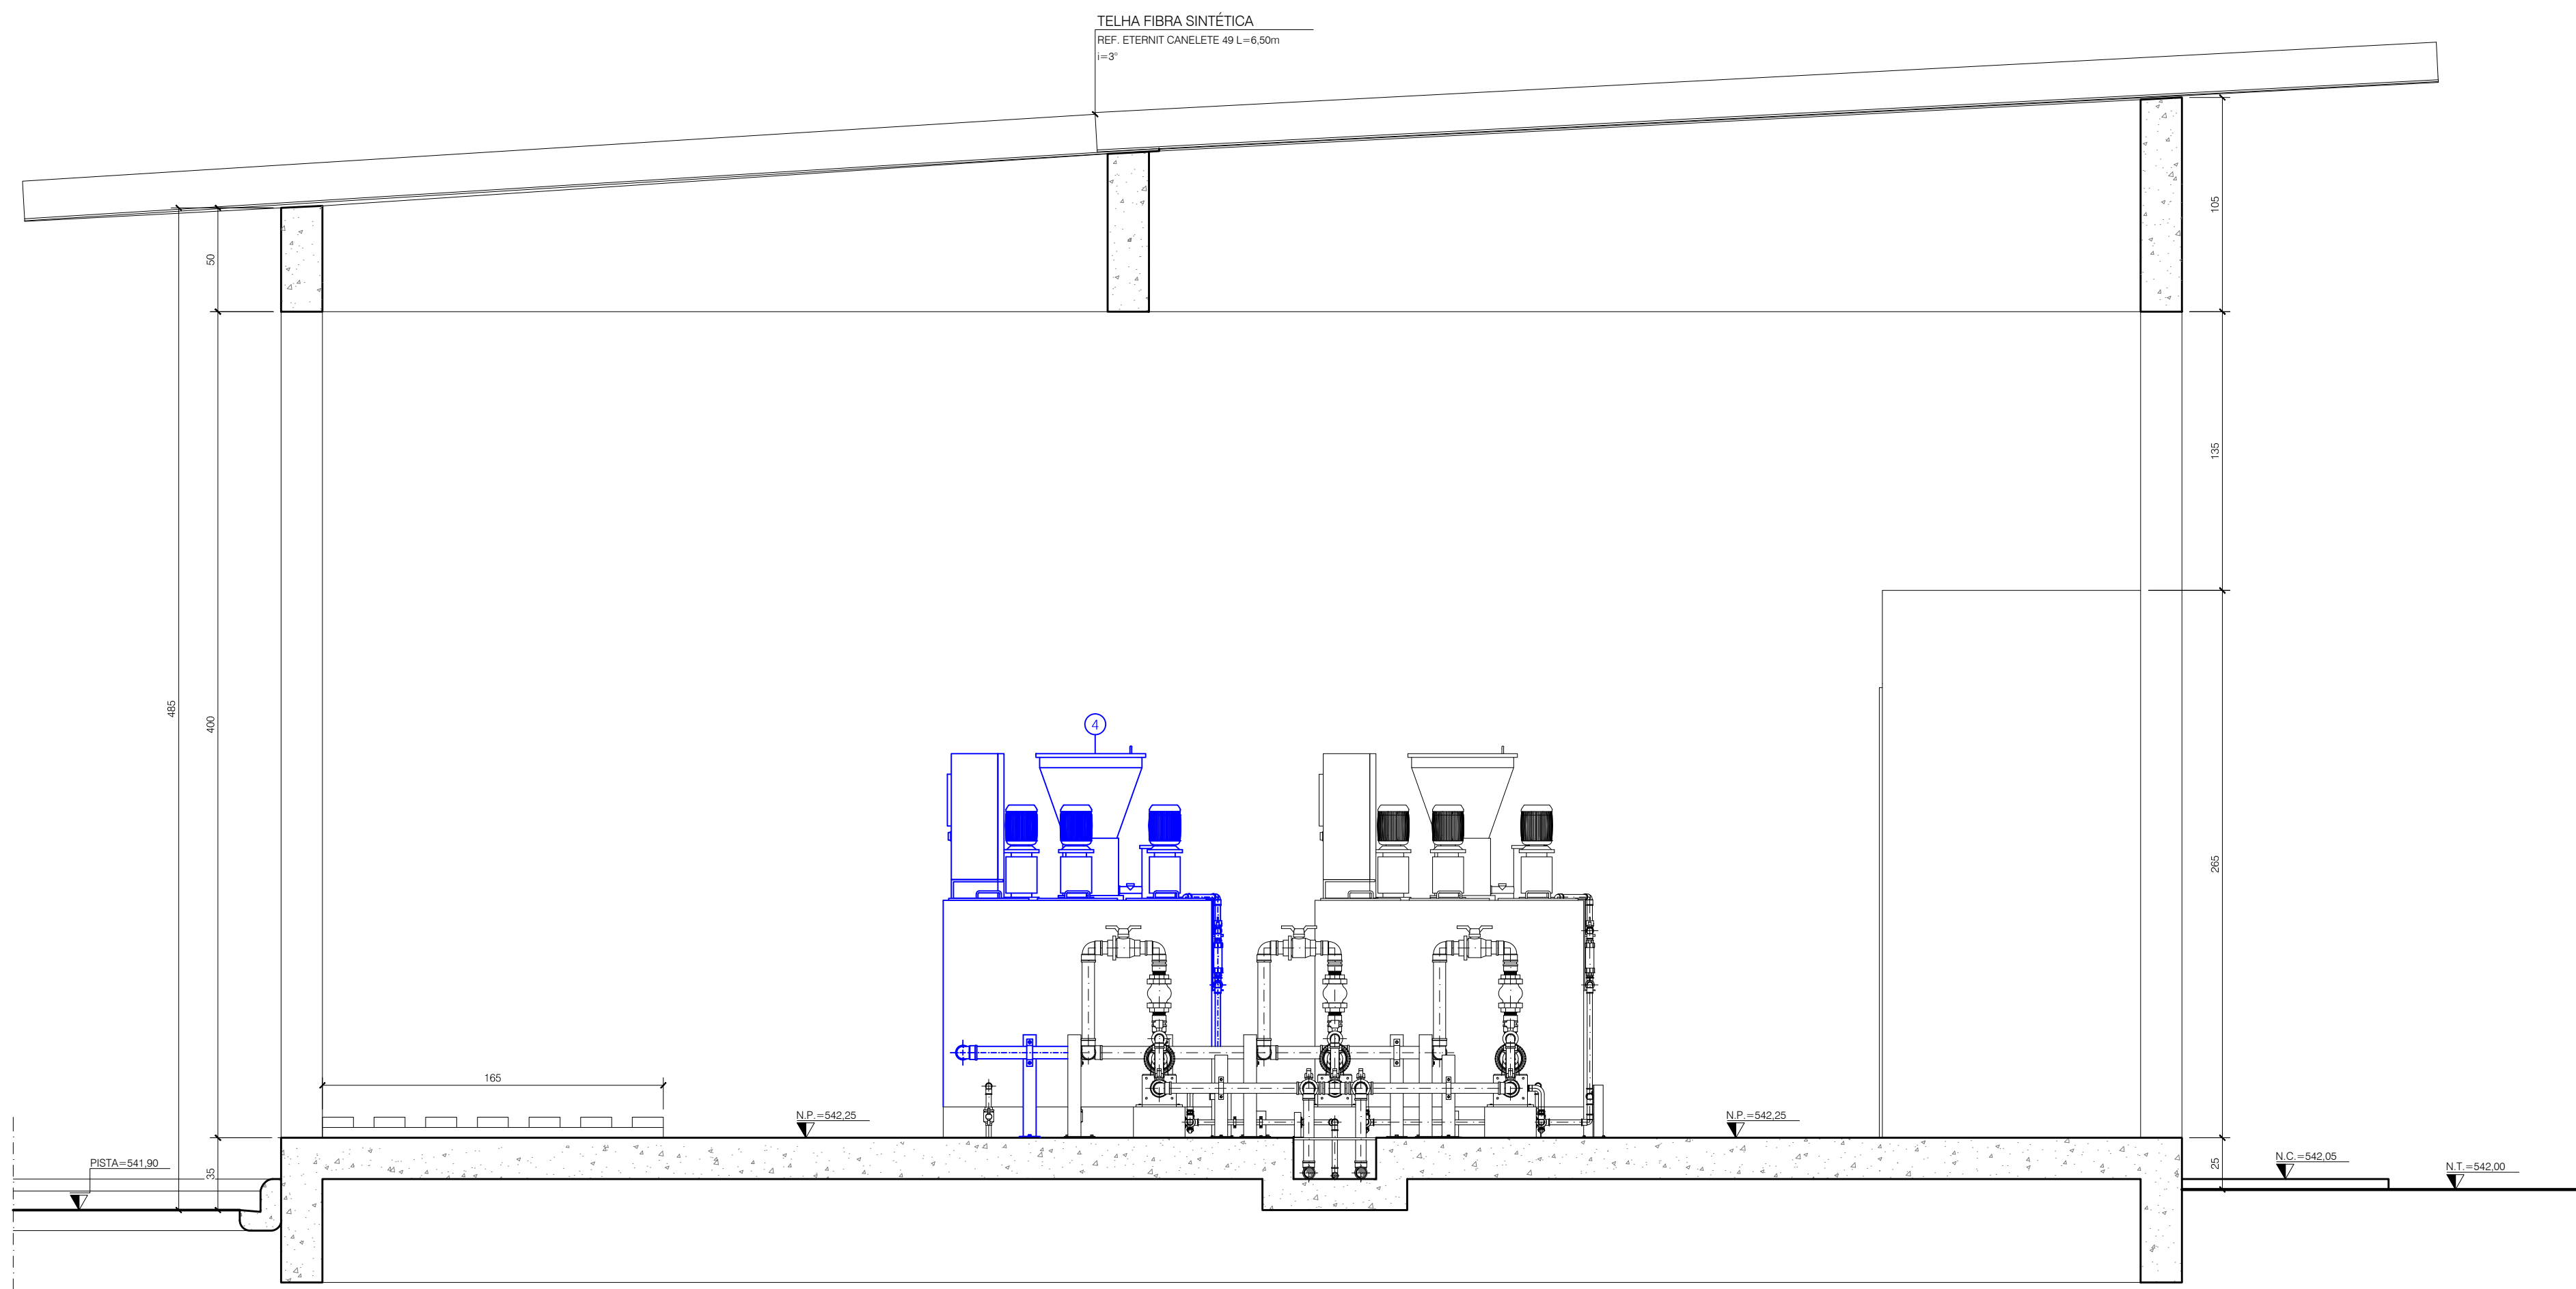 TELHA FIBRA SINTÉTICA
REF. ETERNIT CANELETE 49 L=6,50m
i=3°
50
105
135
485
400
4
265
165
N.P.=542,25
N.P.=542,25
PISTA=541,90
35
25
N.C.=542,05
N.T.=542,00